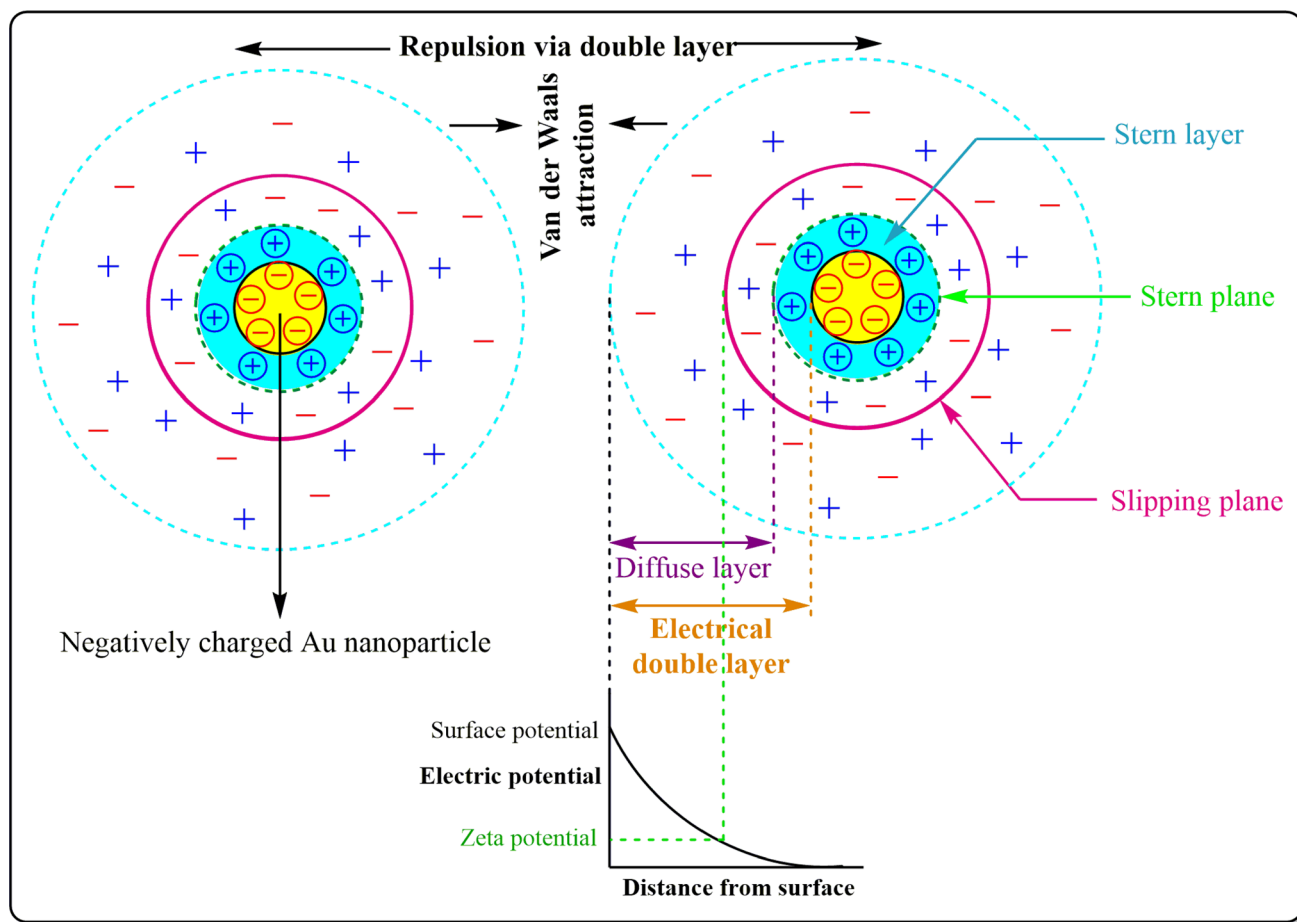 Repulsion via double layer
Van der Waals
attraction
Stern layer
Stern plane
Slipping plane
Diffuse layer
Electrical
double layer
Negatively charged Au nanoparticle
Surface potential
Electric potential
Zeta potential
Distance from surface